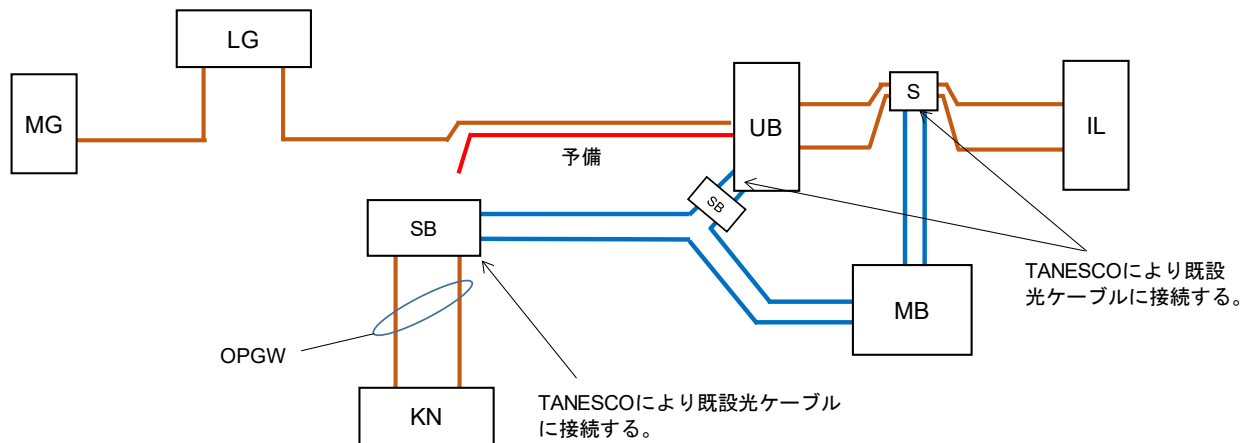 LG
MG
UB
S
IL
予備
SB
SB
TANESCOにより既設
光ケーブルに接続する。
MB
OPGW
TANESCOにより既設光ケーブル
に接続する。
KN